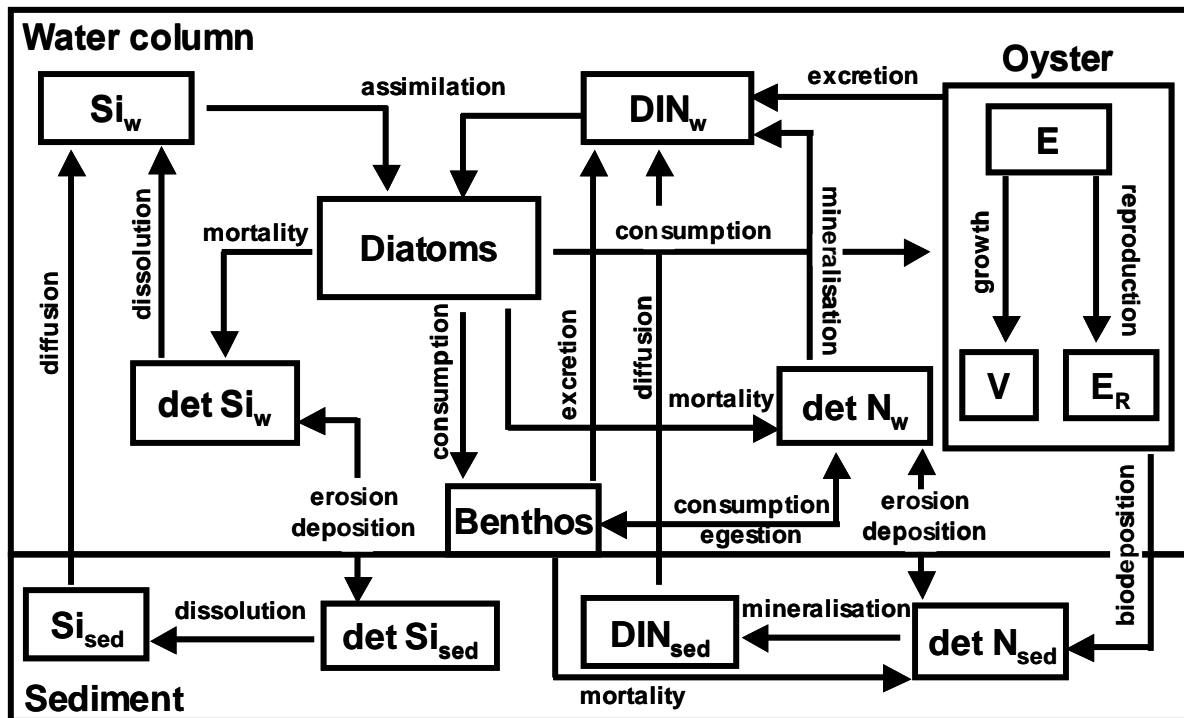 Water column
Oyster
Si_w
assimilation
DIN_w
excretion
E
dissolution
mortality
Diatoms
consumption
mineralisation
growth
reproduction
diffusion
det Si_w
consumption
excretion
diffusion
mortality
det N_w
V
E_R
erosion
deposition
Benthos
consumption
egestion
erosion
deposition
biodeposition
Si_sed
dissolution
det Si_sed
DIN_sed
mineralisation
det N_sed
mortality
Sediment